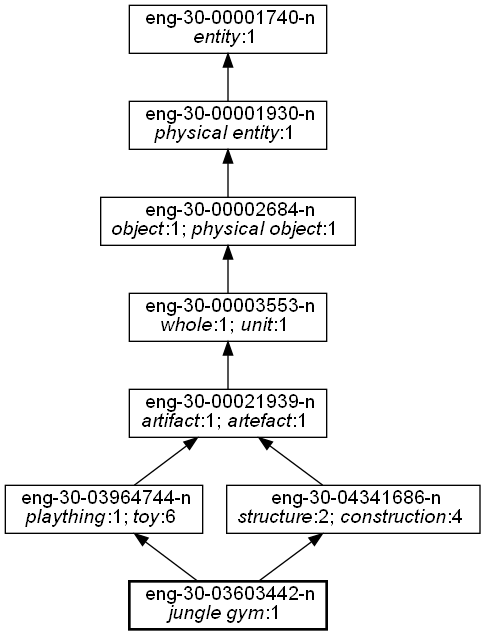 eng-30-00001740-n
entity:1
eng-30-00001930-n
physical entity:1
eng-30-00002684-n
object:1; physical object:1
eng-30-00003553-n
whole:1; unit:1
eng-30-00021939-n
artifact:1; artefact:1
eng-30-03964744-n
plaything:1; toy:6
eng-30-04341686-n
structure:2; construction:4
eng-30-03603442-n
jungle gym:1